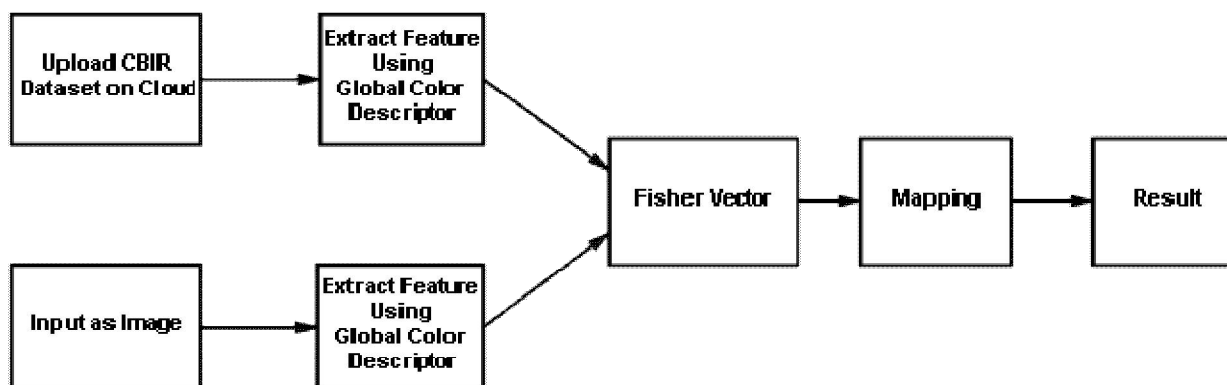 Upload CBIR
Dataset on Cloud
Extract Feature
Using
Global Color
Descriptor
Fisher Vector
Mapping
Result
Input as Image
Extract Feature
Using
Global Color
Descriptor